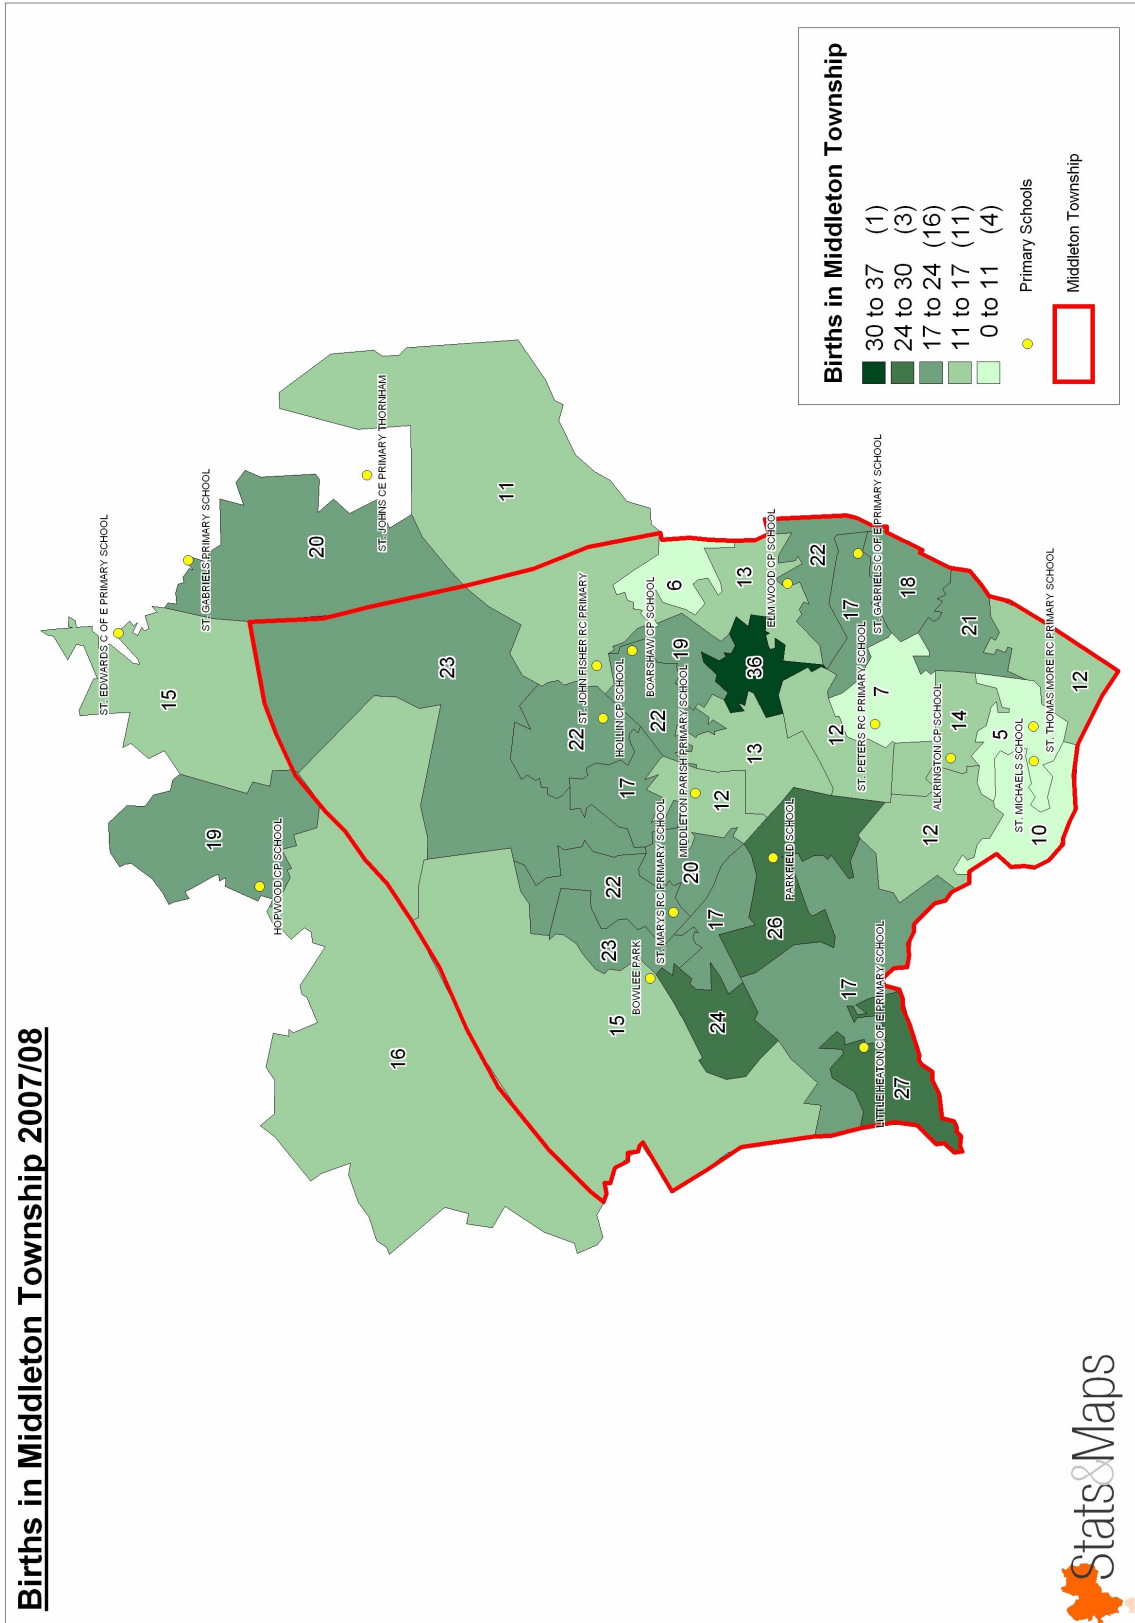 Births in Middleton Township 2007/08
ST. EDWARDS C OF E PRIMARY SCHOOL
ST. GABRIELS PRIMARY SCHOOL
15
20
ST. JOHNS CE PRIMARY THORNHAM
19
HOPWOOD CP SCHOOL
16
23
11
ST. JOHN FISHER RC PRIMARY
22
HOLLIN CP SCHOOL
BOARSHAW CP SCHOOL
6
19
22
17
22
23
BOWLEE PARK
15
ST. MARYS RC PRIMARY SCHOOL
20
MIDDLETON PARISH PRIMARY SCHOOL
12
13
36
13
ELM WOOD CP SCHOOL
17
24
26
PARKFIELD SCHOOL
22
17
ST. GABRIELS C OF E PRIMARY SCHOOL
18
12
ST. PETERS RC PRIMARY SCHOOL
7
17
LITTLE HEATON C OF E PRIMARY SCHOOL
27
12
ALKRINGTON CP SCHOOL
14
21
5
ST. MICHAELS SCHOOL
10
ST. THOMAS MORE RC PRIMARY SCHOOL
12
Births in Middleton Township
30 to 37 (1)
24 to 30 (3)
17 to 24 (16)
11 to 17 (11)
0 to 11 (4)
Primary Schools
Middleton Township
Stats&Maps